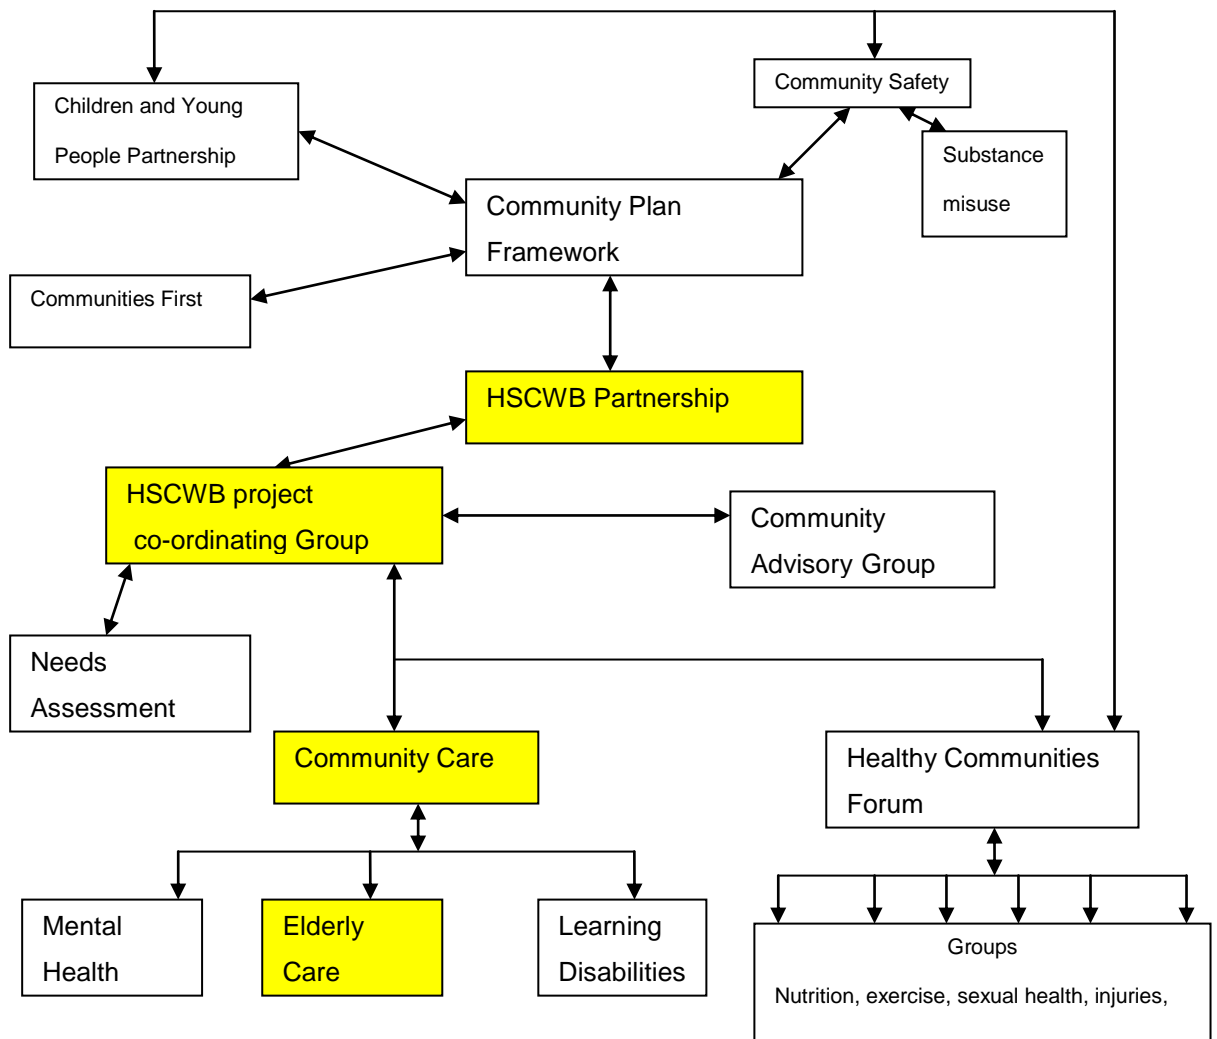 Children and Young
People Partnership
Community Safety
Substance
misuse
Community Plan
Framework
Communities First
HSCWB Partnership
HSCWB project
co-ordinating Group
Community
Advisory Group
Needs
Assessment
Community Care
Healthy Communities
Forum
Mental
Health
Elderly
Care
Learning
Disabilities
Groups
Nutrition, exercise, sexual health, injuries,